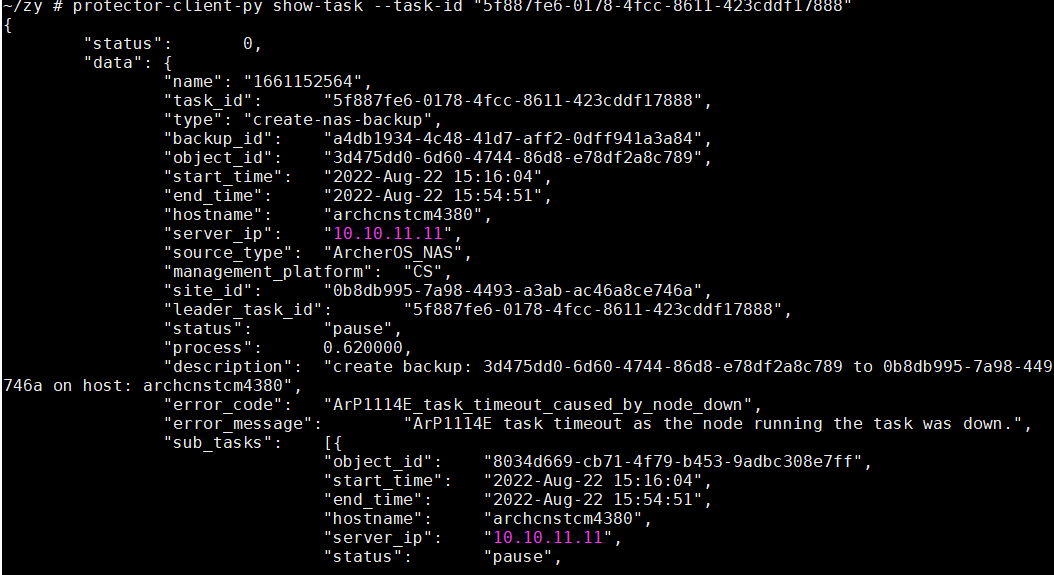 ~/zy # protector-client-py show-task --task-id "5f887fe6-0178-4fcc-8611-423cddf17888"
{
        "status":       0,
        "data": {
                "name": "1661152564",
                "task_id":      "5f887fe6-0178-4fcc-8611-423cddf17888",
                "type": "create-nas-backup",
                "backup_id":    "a4db1934-4c48-41d7-aff2-0dff941a3a84",
                "object_id":    "3d475dd0-6d60-4744-86d8-e78df2a8c789",
                "start_time":   "2022-Aug-22 15:16:04",
                "end_time":     "2022-Aug-22 15:54:51",
                "hostname":     "archcnstcm4380",
                "server_ip":    "10.10.11.11",
                "source_type":  "ArcherOS_NAS",
                "management_platform":  "CS",
                "site_id":      "0b8db995-7a98-4493-a3ab-ac46a8ce746a",
                "leader_task_id":       "5f887fe6-0178-4fcc-8611-423cddf17888",
                "status":       "pause",
                "process":      0.620000,
                "description":  "create backup: 3d475dd0-6d60-4744-86d8-e78df2a8c789 to 0b8db995-7a98-449
746a on host: archcnstcm4380",
                "error_code":   "ArP1114E_task_timeout_caused_by_node_down",
                "error_message":        "ArP1114E task timeout as the node running the task was down.",
                "sub_tasks":    [{
                                "object_id":    "8034d669-cb71-4f79-b453-9adbc308e7ff",
                                "start_time":   "2022-Aug-22 15:16:04",
                                "end_time":     "2022-Aug-22 15:54:51",
                                "hostname":     "archcnstcm4380",
                                "server_ip":    "10.10.11.11",
                                "status":       "pause",